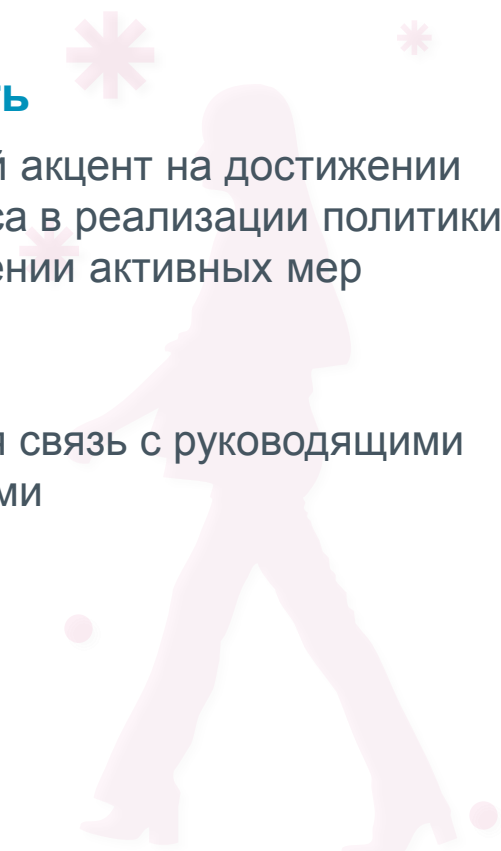 ь
й акцент на достижении
са в реализации политики
ении активных мер
я связь с руководящими
ми